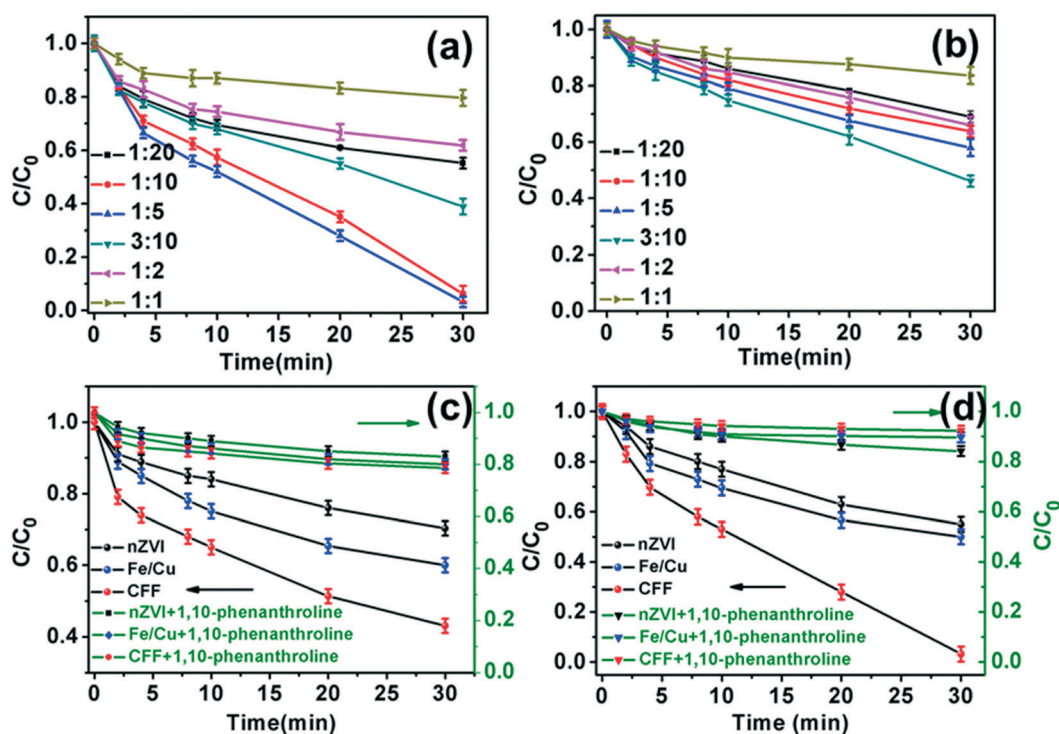 (a)
C/C0
1.0
0.8
0.6
0.4
0.2
0.0
1:20
1:10
1:5
3:10
1:2
1:1
0 5 10 15 20 25 30
Time(min)
(b)
C/C0
1.0
0.8
0.6
0.4
0.2
0.0
1:20
1:10
1:5
3:10
1:2
1:1
0 5 10 15 20 25 30
Time(min)
(c)
C/C0
1.0
0.8
0.6
0.4
nZVI
Fe/Cu
CFF
nZVI+1,10-phenanthroline
Fe/Cu+1,10-phenanthroline
CFF+1,10-phenanthroline
1.0
0.8
0.6
0.4
0.2
0.0
C/C0
0 5 10 15 20 25 30
Time(min)
(d)
C/C0
1.0
0.8
0.6
0.4
0.2
0.0
nZVI
Fe/Cu
CFF
nZVI+1,10-phenanthroline
Fe/Cu+1,10-phenanthroline
CFF+1,10-phenanthroline
1.0
0.8
0.6
0.4
0.2
0.0
C/C0
0 5 10 15 20 25 30
Time (min)